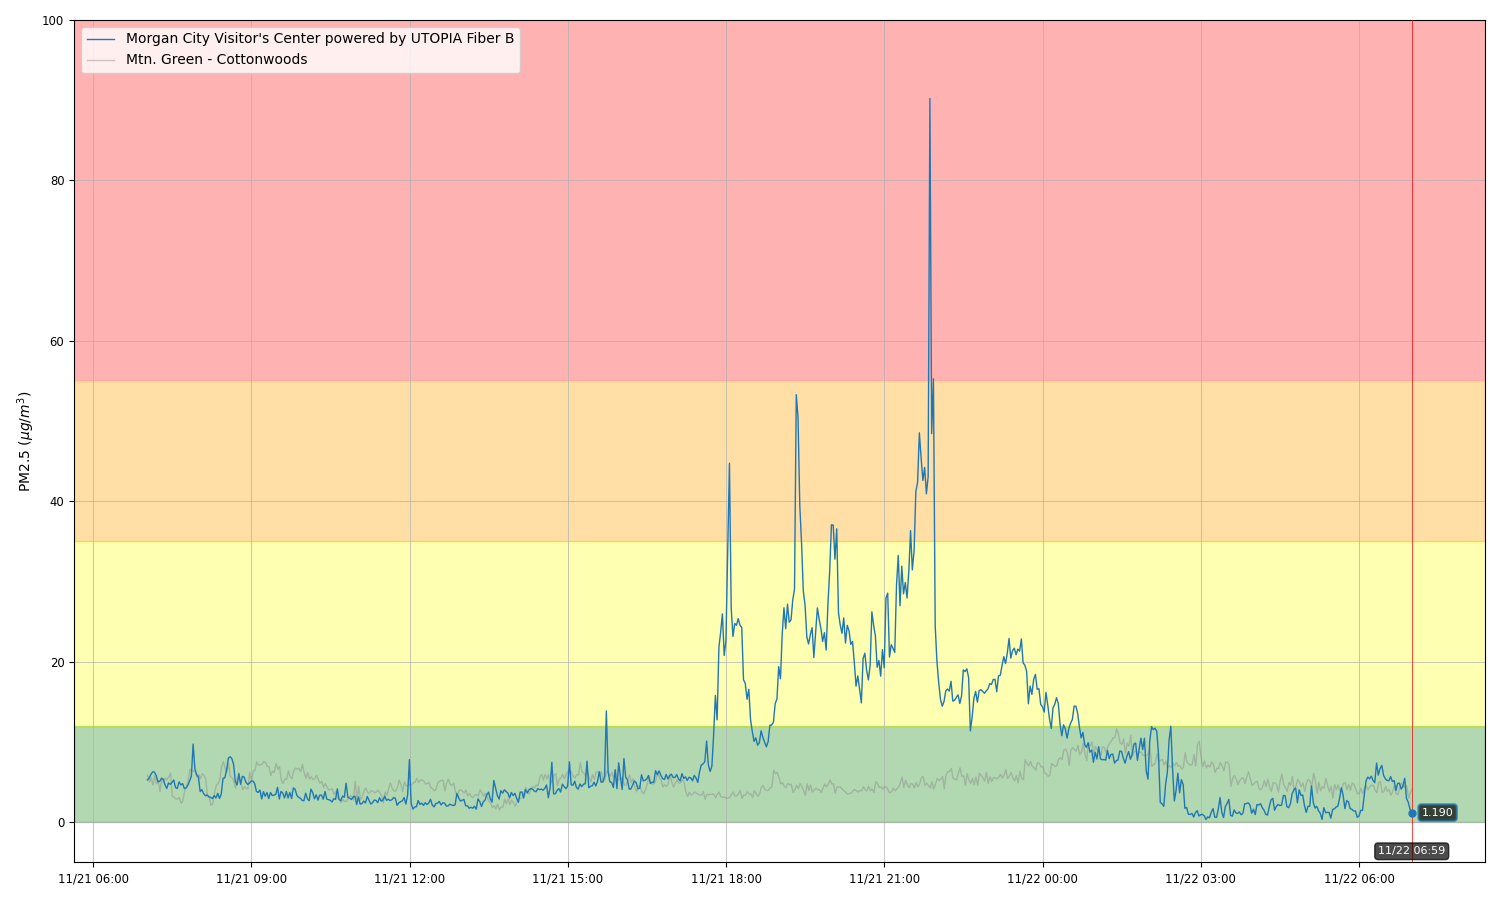 100
Morgan City Visitor's Center powered by UTOPIA Fiber B
Mtn. Green - Cottonwoods
80
60
PM2.5 (μg/m³)
40
20
0
1.190
11/22 06:59
11/21 06:00 11/21 09:00 11/21 12:00 11/21 15:00 11/21 18:00 11/21 21:00 11/22 00:00 11/22 03:00 11/22 06:00